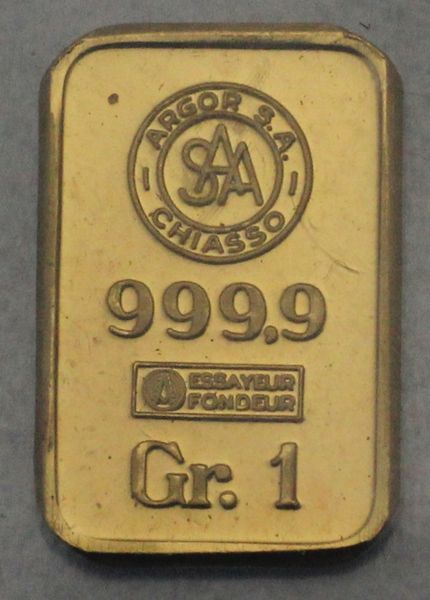 ARGOR S.A.
SAA
CHIASSO
999,9
ESSAYEUR
FONDEUR
Gr. 1